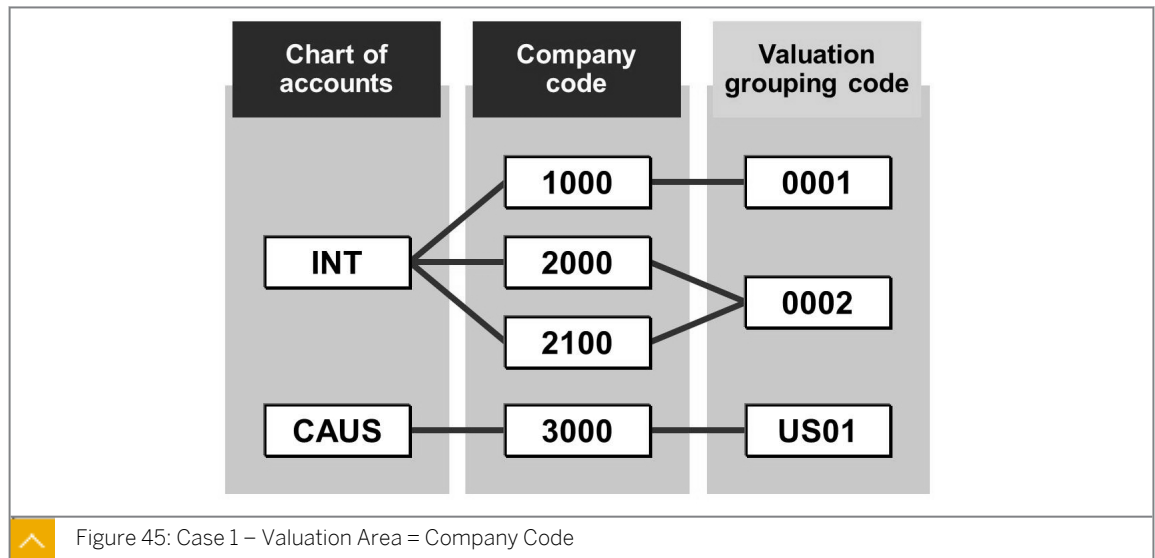 Chart of
accounts
Company
code
Valuation
grouping code
1000
0001
INT
2000
0002
2100
CAUS
3000
US01
Figure 45: Case 1 – Valuation Area = Company Code